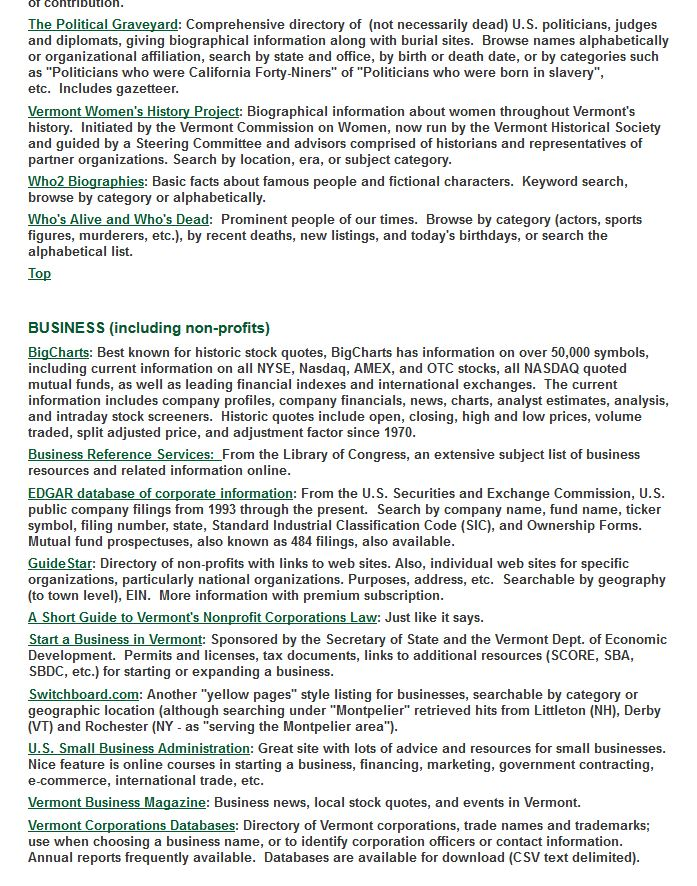 of contribution.
The Political Graveyard: Comprehensive directory of  (not necessarily dead) U.S. politicians, judges
and diplomats, giving biographical information along with burial sites.  Browse names alphabetically
or organizational affiliation, search by state and office, by birth or death date, or by categories such
as "Politicians who were California Forty-Niners" of "Politicians who were born in slavery",
etc.  Includes gazetteer.
Vermont Women's History Project: Biographical information about women throughout Vermont's
history.  Initiated by the Vermont Commission on Women, now run by the Vermont Historical Society
and guided by a Steering Committee and advisors comprised of historians and representatives of
partner organizations. Search by location, era, or subject category.
Who2 Biographies: Basic facts about famous people and fictional characters.  Keyword search,
browse by category or alphabetically.
Who's Alive and Who's Dead:  Prominent people of our times.  Browse by category (actors, sports
figures, murderers, etc.), by recent deaths, new listings, and today's birthdays, or search the
alphabetical list.
Top
BUSINESS (including non-profits)
BigCharts: Best known for historic stock quotes, BigCharts has information on over 50,000 symbols,
including current information on all NYSE, Nasdaq, AMEX, and OTC stocks, all NASDAQ quoted
mutual funds, as well as leading financial indexes and international exchanges.  The current
information includes company profiles, company financials, news, charts, analyst estimates, analysis,
and intraday stock screeners.  Historic quotes include open, closing, high and low prices, volume
traded, split adjusted price, and adjustment factor since 1970.
Business Reference Services:  From the Library of Congress, an extensive subject list of business
resources and related information online.
EDGAR database of corporate information: From the U.S. Securities and Exchange Commission, U.S.
public company filings from 1993 through the present.  Search by company name, fund name, ticker
symbol, filing number, state, Standard Industrial Classification Code (SIC), and Ownership Forms.
Mutual fund prospectuses, also known as 484 filings, also available.
GuideStar: Directory of non-profits with links to web sites. Also, individual web sites for specific
organizations, particularly national organizations. Purposes, address, etc.  Searchable by geography
(to town level), EIN.  More information with premium subscription.
A Short Guide to Vermont's Nonprofit Corporations Law: Just like it says.
Start a Business in Vermont: Sponsored by the Secretary of State and the Vermont Dept. of Economic
Development.  Permits and licenses, tax documents, links to additional resources (SCORE, SBA,
SBDC, etc.) for starting or expanding a business.
Switchboard.com: Another "yellow pages" style listing for businesses, searchable by category or
geographic location (although searching under "Montpelier" retrieved hits from Littleton (NH), Derby
(VT) and Rochester (NY - as "serving the Montpelier area").
U.S. Small Business Administration: Great site with lots of advice and resources for small businesses.
Nice feature is online courses in starting a business, financing, marketing, government contracting,
e-commerce, international trade, etc.
Vermont Business Magazine: Business news, local stock quotes, and events in Vermont.
Vermont Corporations Databases: Directory of Vermont corporations, trade names and trademarks;
use when choosing a business name, or to identify corporation officers or contact information.
Annual reports frequently available.  Databases are available for download (CSV text delimited).